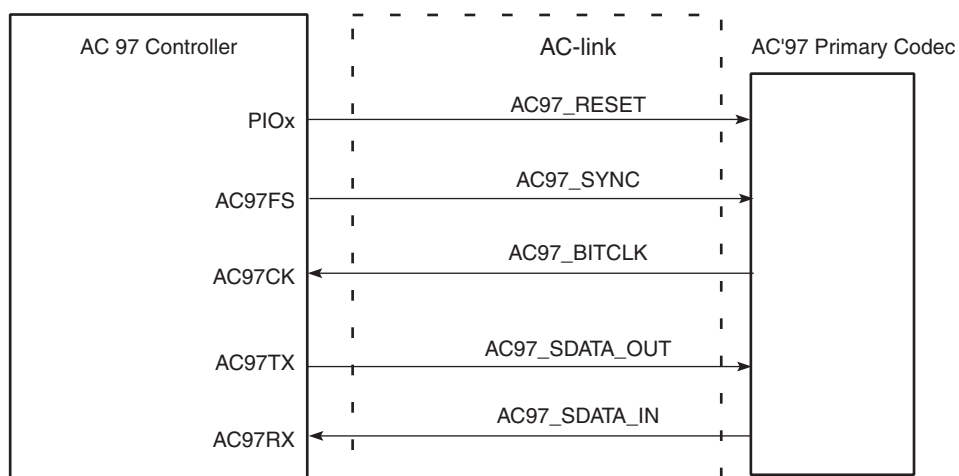 AC 97 Controller
AC-link
AC'97 Primary Codec
PIOx
AC97_RESET
AC97FS
AC97_SYNC
AC97CK
AC97_BITCLK
AC97TX
AC97_SDATA_OUT
AC97RX
AC97_SDATA_IN